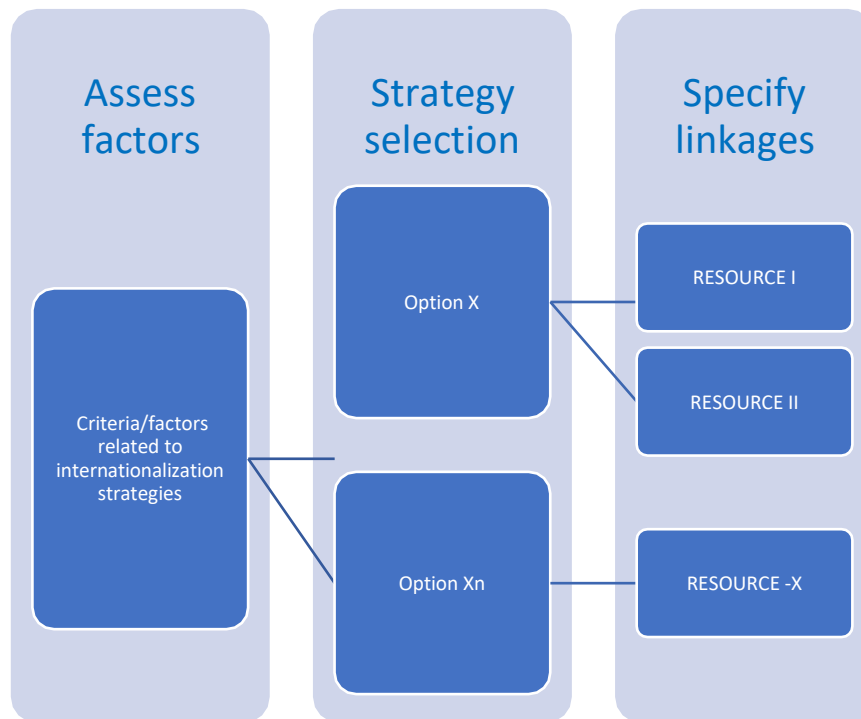 Assess
factors
Strategy
selection
Specify
linkages
Criteria/factors
related to
internationalization
strategies
Option X
Option Xn
RESOURCE I
RESOURCE II
RESOURCE -X